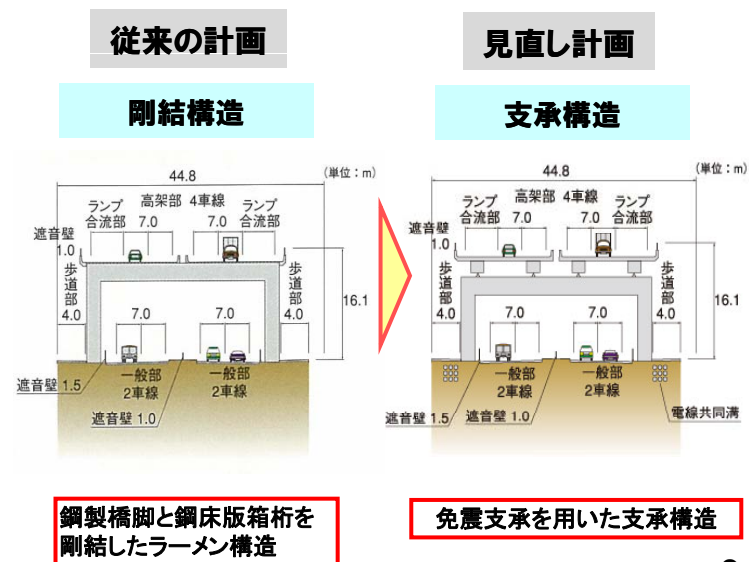 従来の計画
剛結構造
(単位：m)
44.8
ランプ
合流部
高架部 4車線
7.0
7.0
ランプ
合流部
遮音壁
1.0
歩道部
4.0
7.0
7.0
歩道部
4.0
16.1
遮音壁 1.5
一般部
2車線
一般部
2車線
遮音壁 1.0
鋼製橋脚と鋼床版箱桁を
剛結したラーメン構造
見直し計画
支承構造
(単位：m)
44.8
ランプ
合流部
高架部 4車線
7.0
7.0
ランプ
合流部
遮音壁
1.0
歩道部
4.0
7.0
7.0
歩道部
4.0
16.1
一般部
2車線
一般部
2車線
遮音壁 1.5
遮音壁 1.0
電線共同溝
免震支承を用いた支承構造